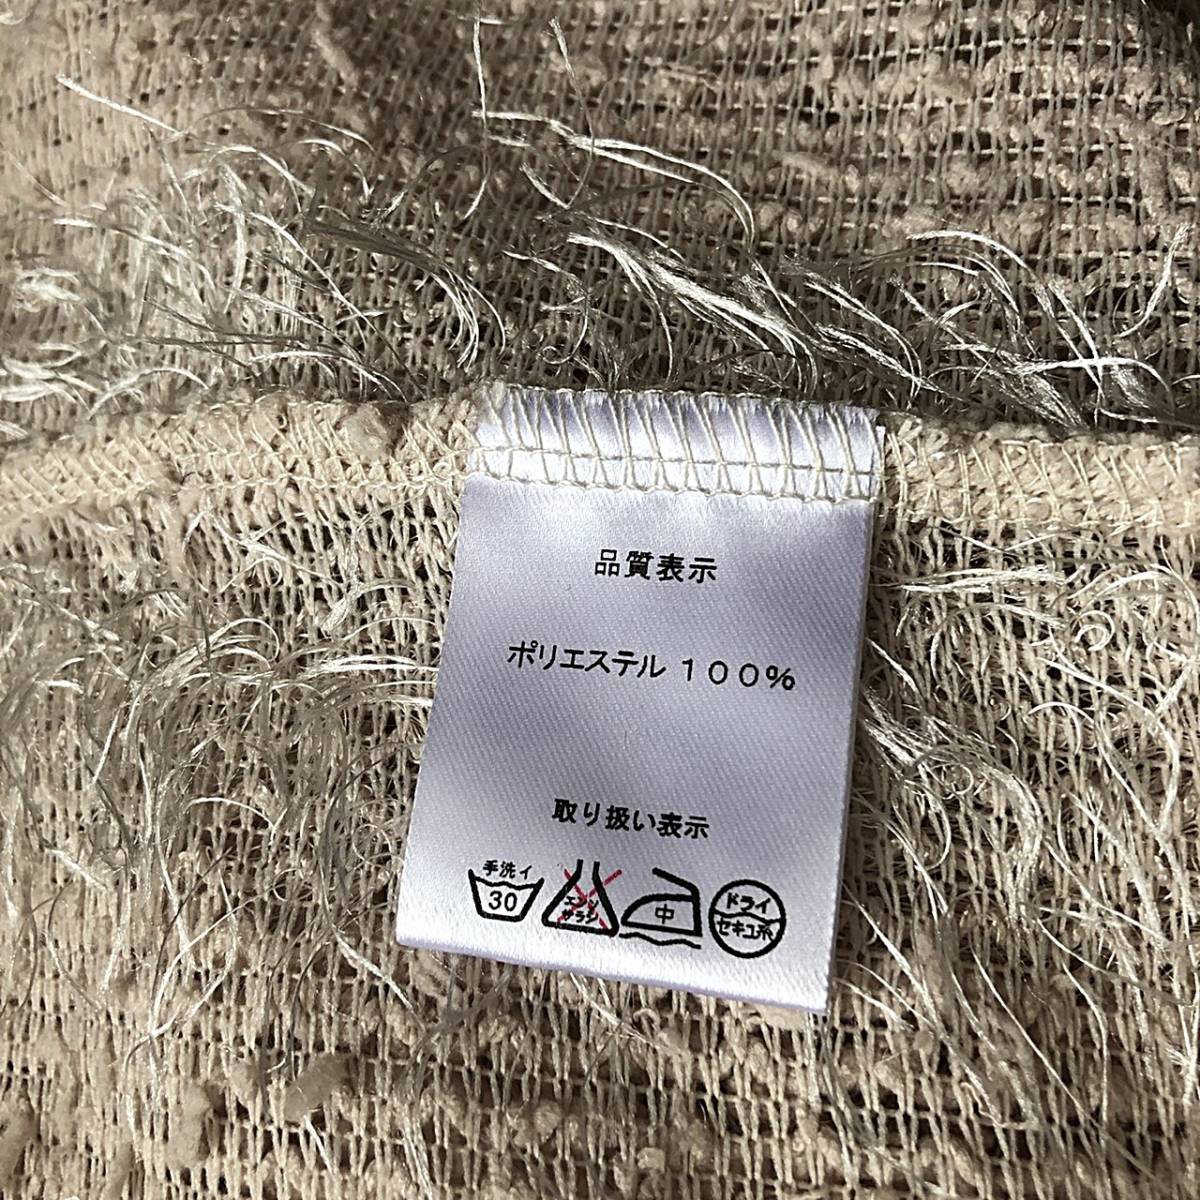 品質表示
ポリエステル 100%
取り扱い表示
手洗イ
30
エンソ
サラシ
中
ドライ
セキユ系